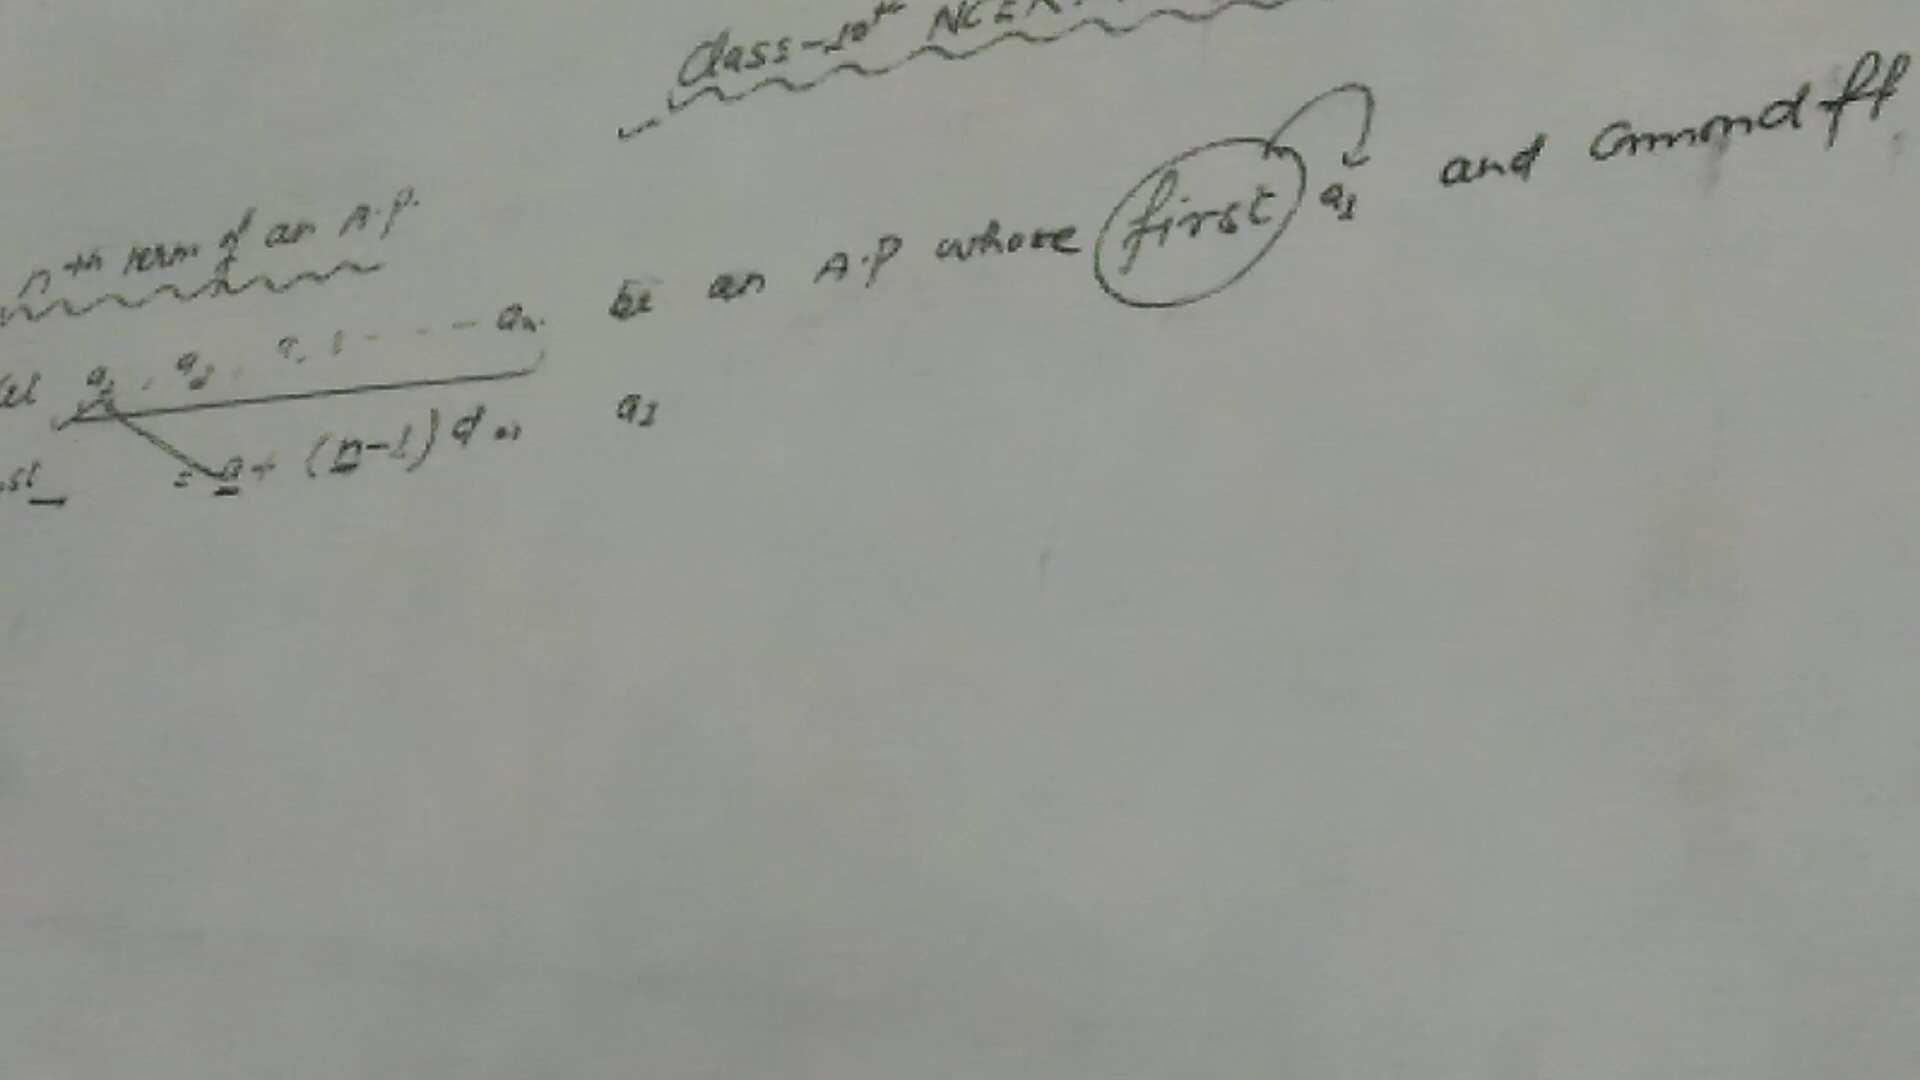 Class-10th NCER
nth term of an A.P.
a1, a2, ---- an. be an A.P whose first a1 and common diff
= a + (n-1)d a1